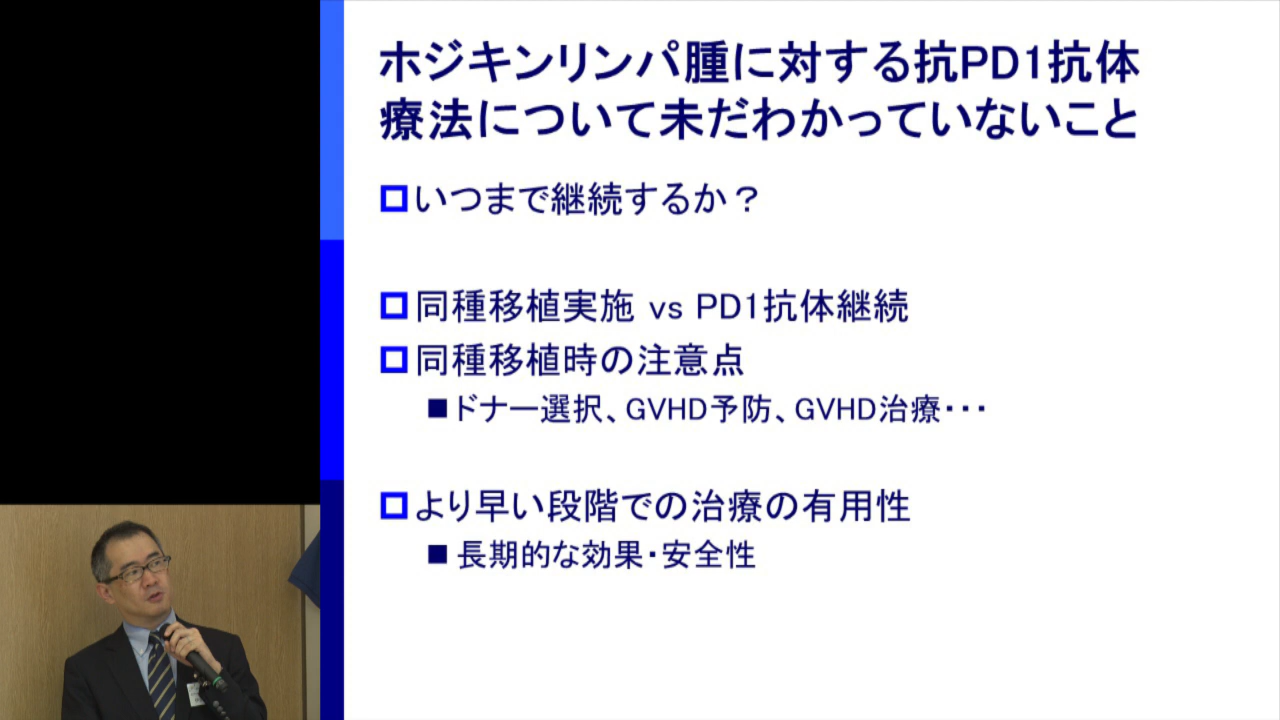 ホジキンリンパ腫に対する抗PD1抗体
療法について未だわかっていないこと
いつまで継続するか？
同種移植実施 vs PD1抗体継続
同種移植時の注意点
ドナー選択、GVHD予防、GVHD治療・・・
より早い段階での治療の有用性
長期的な効果・安全性